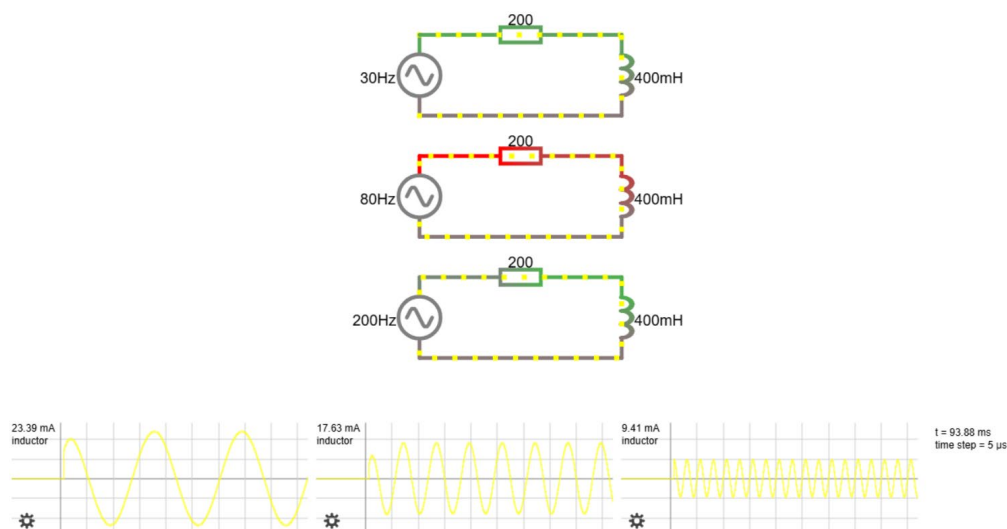 200
30Hz
400mH
200
80Hz
400mH
200
200Hz
400mH
23.39 mA
inductor
17.63 mA
inductor
9.41 mA
inductor
t = 93.88 ms
time step = 5 µs